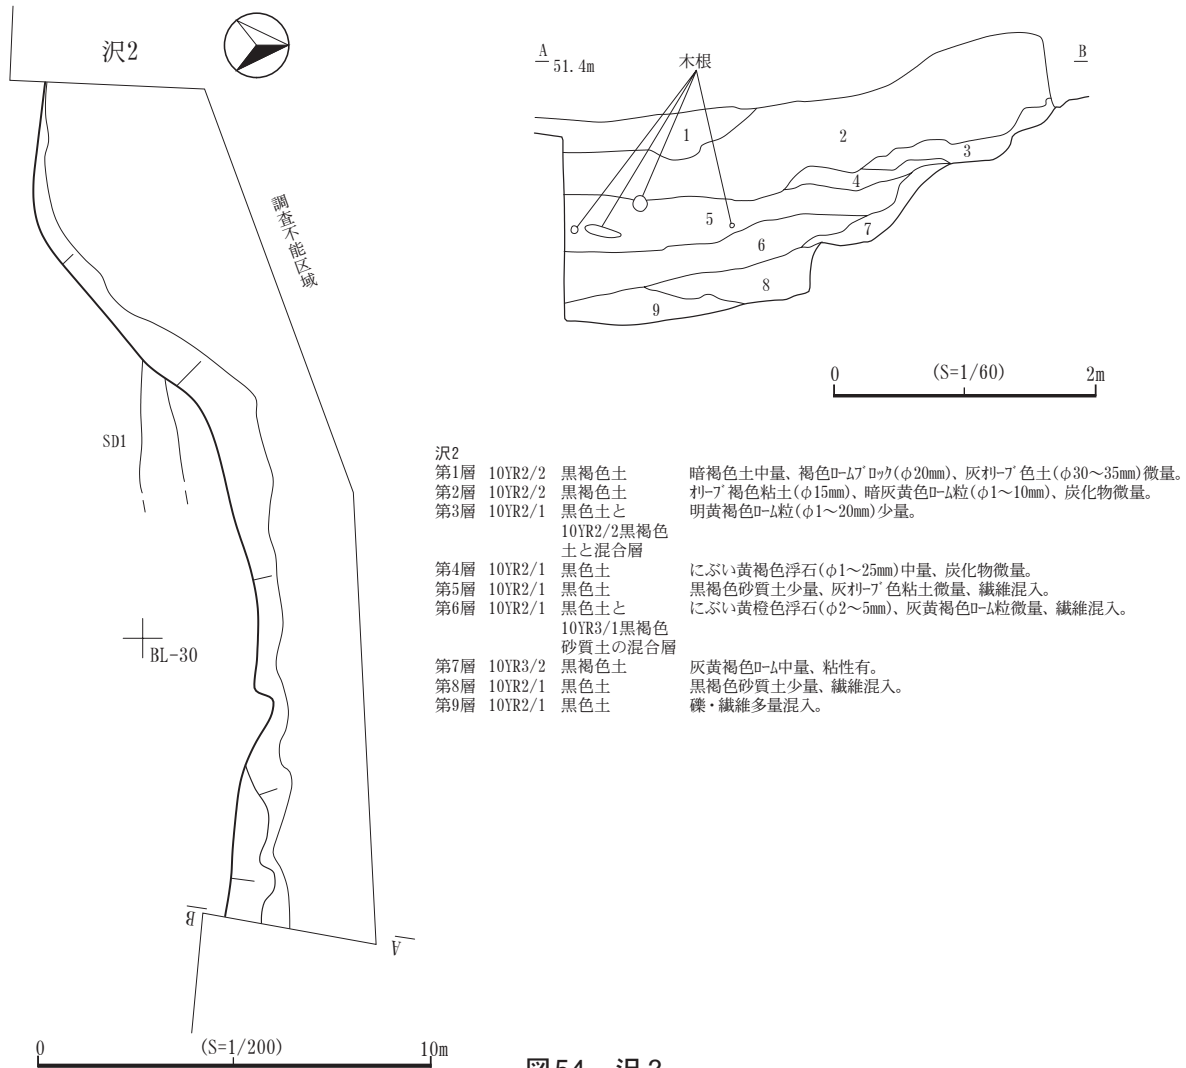 沢2
調査不能区域
SD1
BL-30
B
A
0 (S=1/200) 10m
A 51.4m
木根
B
1
2
3
4
5
6
7
8
9
0 (S=1/60) 2m
沢2
第1層 10YR2/2 黒褐色土 暗褐色土中量、褐色ﾛｰﾑﾌﾞﾛｯｸ(φ20mm)、灰ｵﾘｰﾌﾞ色土(φ30～35mm)微量。
第2層 10YR2/2 黒褐色土 ｵﾘｰﾌﾞ褐色粘土(φ15mm)、暗灰黄色ﾛｰﾑ粒(φ1～10mm)、炭化物微量。
第3層 10YR2/1 黒色土と 明黄褐色ﾛｰﾑ粒(φ1～20mm)少量。
10YR2/2黒褐色
土と混合層
第4層 10YR2/1 黒色土 にぶい黄褐色浮石(φ1～25mm)中量、炭化物微量。
第5層 10YR2/1 黒色土 黒褐色砂質土少量、灰ｵﾘｰﾌﾞ色粘土微量、繊維混入。
第6層 10YR2/1 黒色土と にぶい黄橙色浮石(φ2～5mm)、灰黄褐色ﾛｰﾑ粒微量、繊維混入。
10YR3/1黒褐色
砂質土の混合層
第7層 10YR3/2 黒褐色土 灰黄褐色ﾛｰﾑ中量、粘性有。
第8層 10YR2/1 黒色土 黒褐色砂質土少量、繊維混入。
第9層 10YR2/1 黒色土 礫・繊維多量混入。
図54 沢2